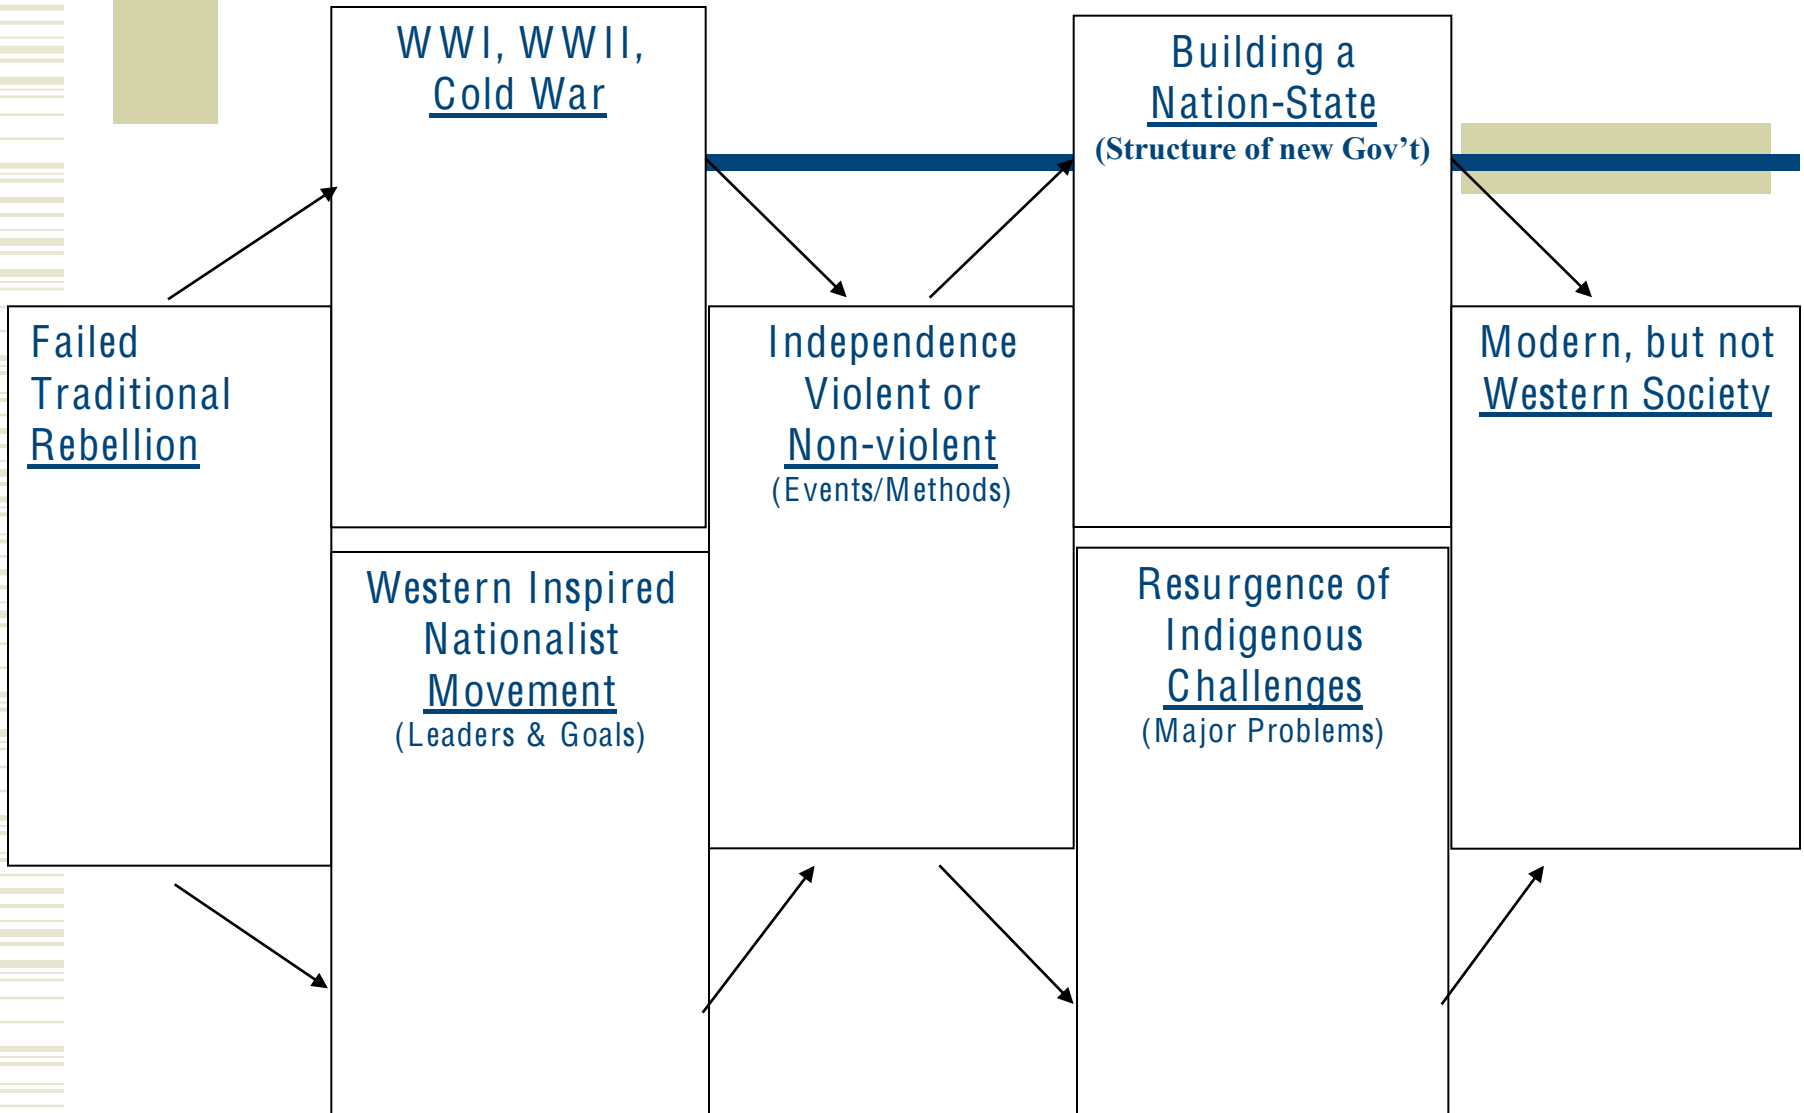 WWI, WWII,
Cold War
Building a
Nation-State
(Structure of new Gov’t)
Failed
Traditional
Rebellion
Independence
Violent or
Non-violent
(Events/Methods)
Modern, but not
Western Society
Western Inspired
Nationalist
Movement
(Leaders & Goals)
Resurgence of
Indigenous
Challenges
(Major Problems)